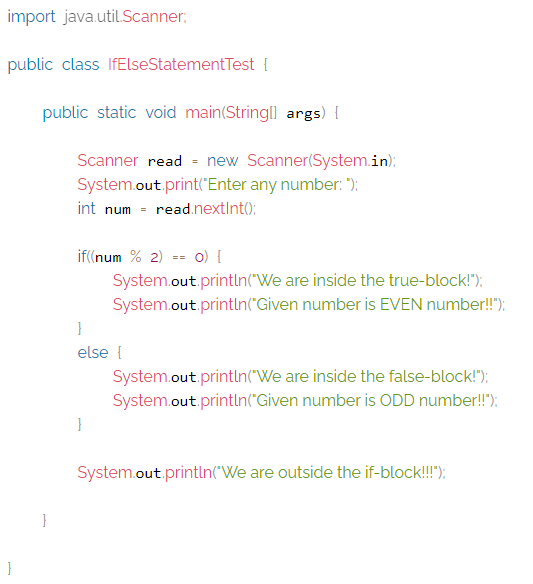 import java.util.Scanner;
public class IfElseStatementTest {
public static void main(String[] args) {
Scanner read = new Scanner(System.in);
System.out.print("Enter any number: ");
int num = read.nextInt();
if((num % 2) == 0) {
System.out.println("We are inside the true-block!");
System.out.println("Given number is EVEN number!!");
}
else {
System.out.println("We are inside the false-block!");
System.out.println("Given number is ODD number!!");
}
System.out.println("We are outside the if-block!!!");
}
}